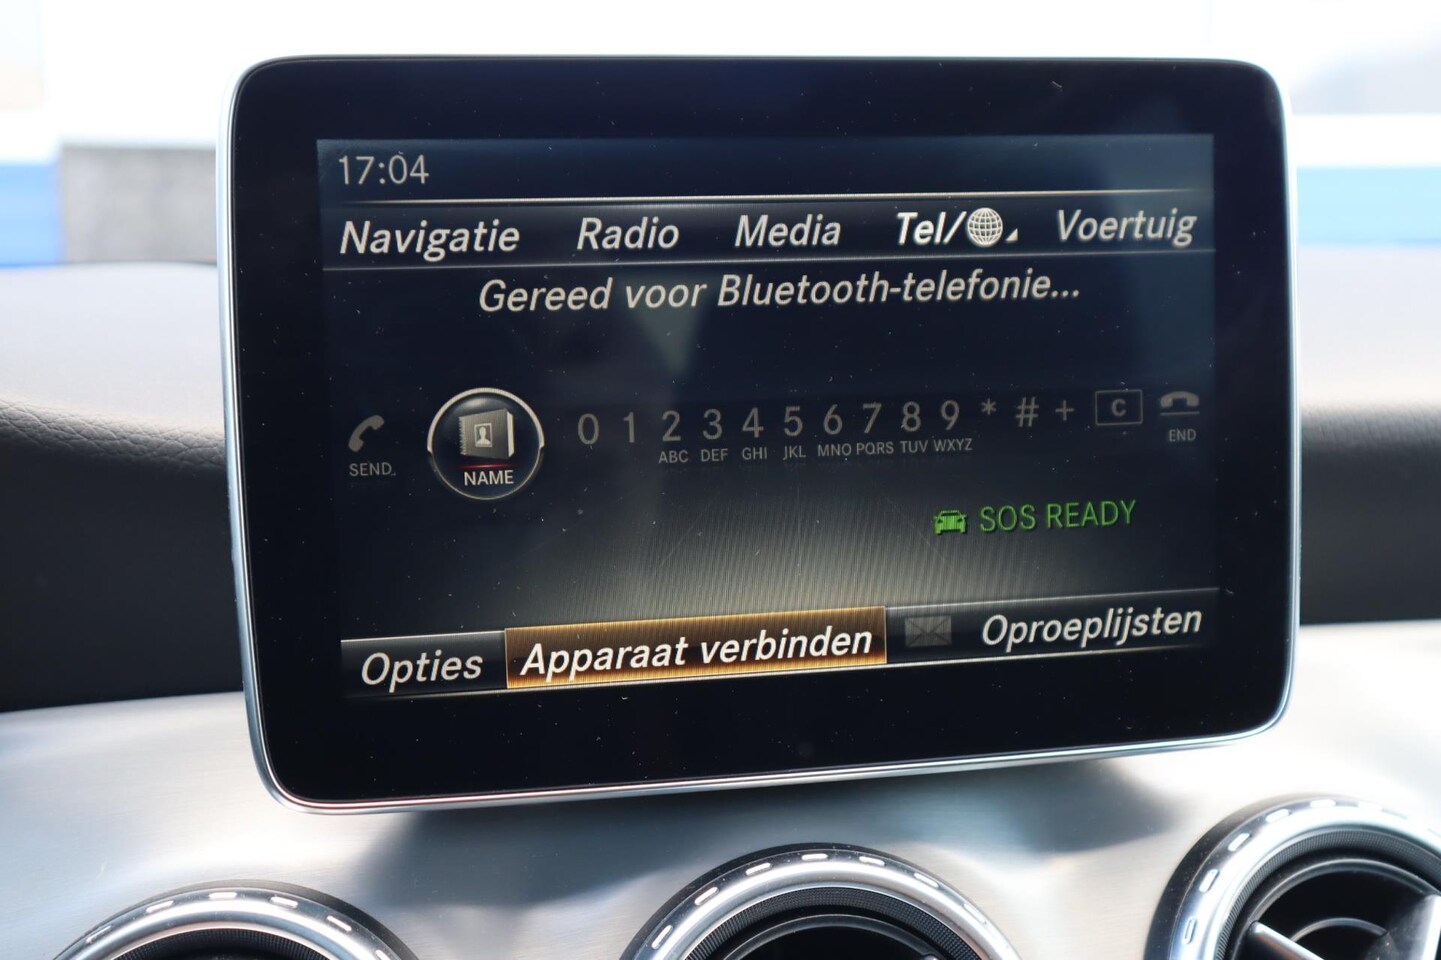 17:04
Navigatie Radio Media Tel/ Voertuig
Gereed voor Bluetooth-telefonie...
SEND. NAME 0 1 2 ABC 3 DEF 4 GHI 5 JKL 6 MNO 7 PQRS 8 TUV 9 WXYZ * # + C END
SOS READY
Opties Apparaat verbinden Oproeplijsten